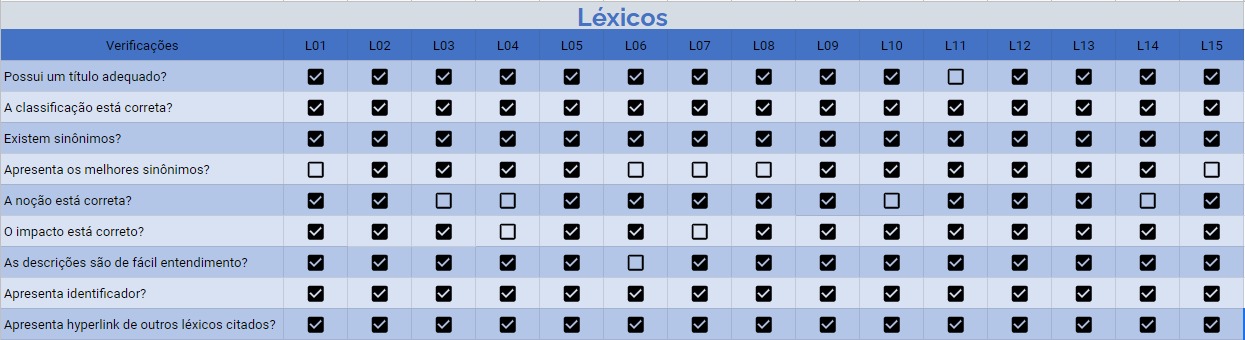 Léxicos
Verificações L01 L02 L03 L04 L05 L06 L07 L08 L09 L10 L11 L12 L13 L14 L15
Possui um título adequado?
A classificação está correta?
Existem sinônimos?
Apresenta os melhores sinônimos?
A noção está correta?
O impacto está correto?
As descrições são de fácil entendimento?
Apresenta identificador?
Apresenta hyperlink de outros léxicos citados?